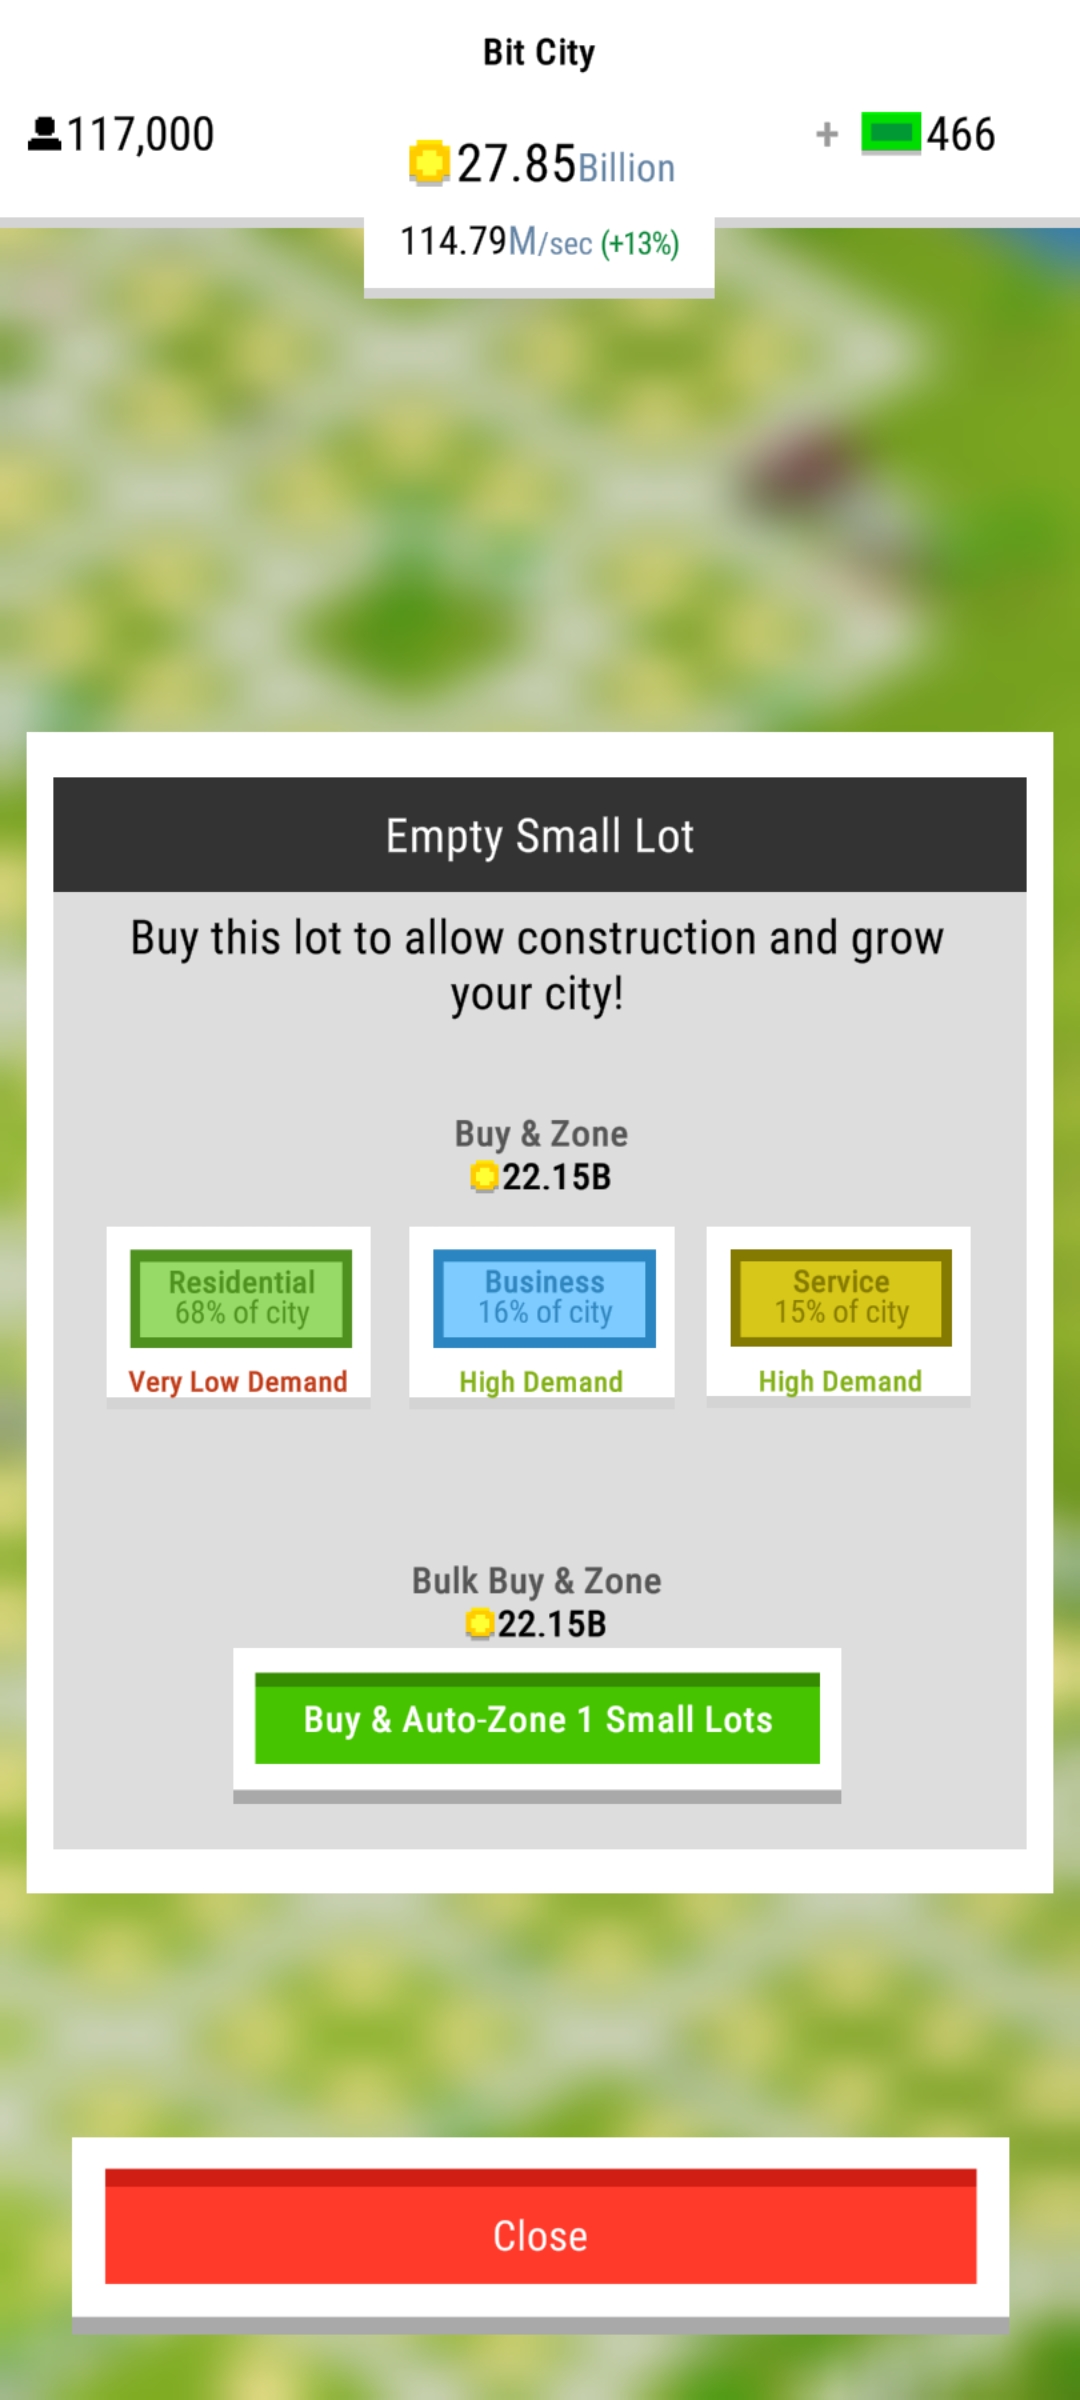 Bit City
117,000
27.85Billion
+ 466
114.79M/sec (+13%)
Empty Small Lot
Buy this lot to allow construction and grow
your city!
Buy & Zone
22.15B
Residential
68% of city
Very Low Demand
Business
16% of city
High Demand
Service
15% of city
High Demand
Bulk Buy & Zone
22.15B
Buy & Auto-Zone 1 Small Lots
Close